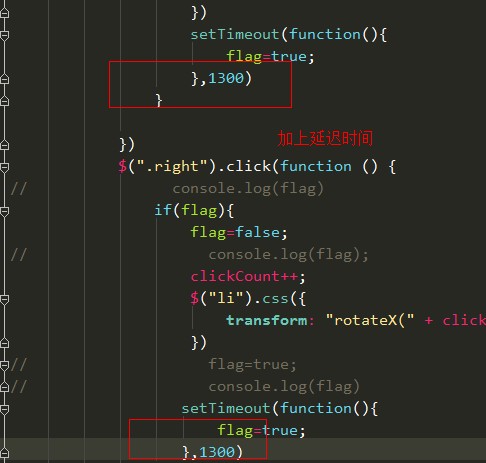 })
setTimeout(function(){
flag=true;
},1300)
}
})
加上延迟时间
$(".right").click(function () {
// console.log(flag)
if(flag){
flag=false;
// console.log(flag);
clickCount++;
$("li").css({
transform: "rotateX(" + click
})
// flag=true;
// console.log(flag)
setTimeout(function(){
flag=true;
},1300)